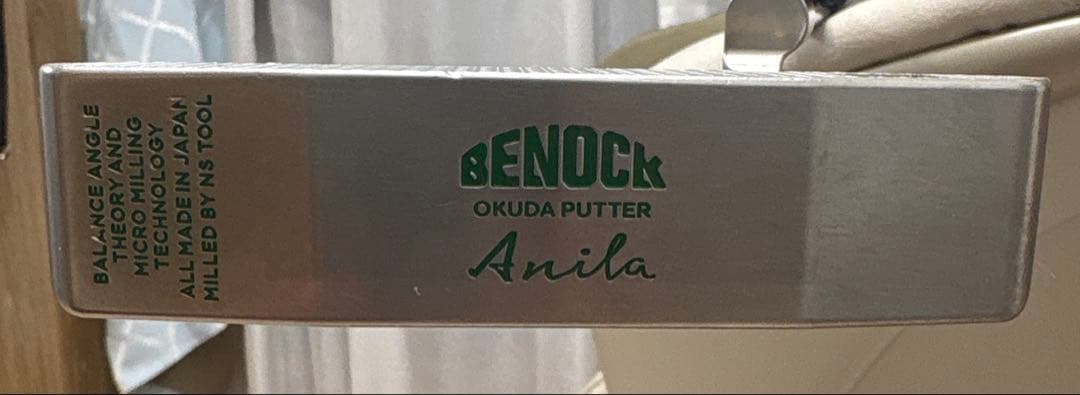 BALANCE ANGLE
THEORY AND
MICRO MILLING
TECHNOLOGY
ALL MADE IN JAPAN
MILLED BY NS TOOL
BENOCK
OKUDA PUTTER
Anila